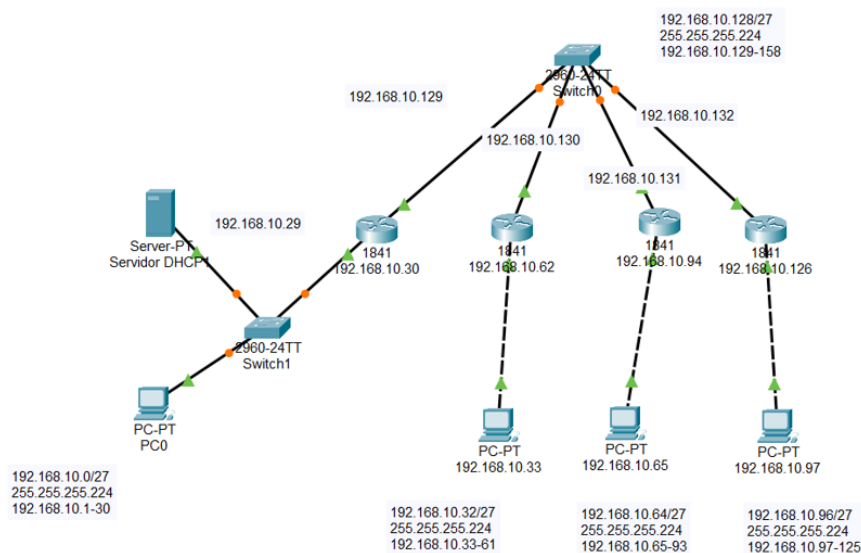 192.168.10.128/27
255.255.255.224
192.168.10.129-158
2960-24TT
Switch0
192.168.10.129
192.168.10.132
192.168.10.130
192.168.10.131
192.168.10.29
Server-PT
Servidor DHCP1
1841
192.168.10.30
1841
192.168.10.62
1841
192.168.10.94
1841
192.168.10.126
2960-24TT
Switch1
PC-PT
PC0
PC-PT
192.168.10.33
PC-PT
192.168.10.65
PC-PT
192.168.10.97
192.168.10.0/27
255.255.255.224
192.168.10.1-30
192.168.10.32/27
255.255.255.224
192.168.10.33-61
192.168.10.64/27
255.255.255.224
192.168.10.65-93
192.168.10.96/27
255.255.255.224
192.168.10.97-125